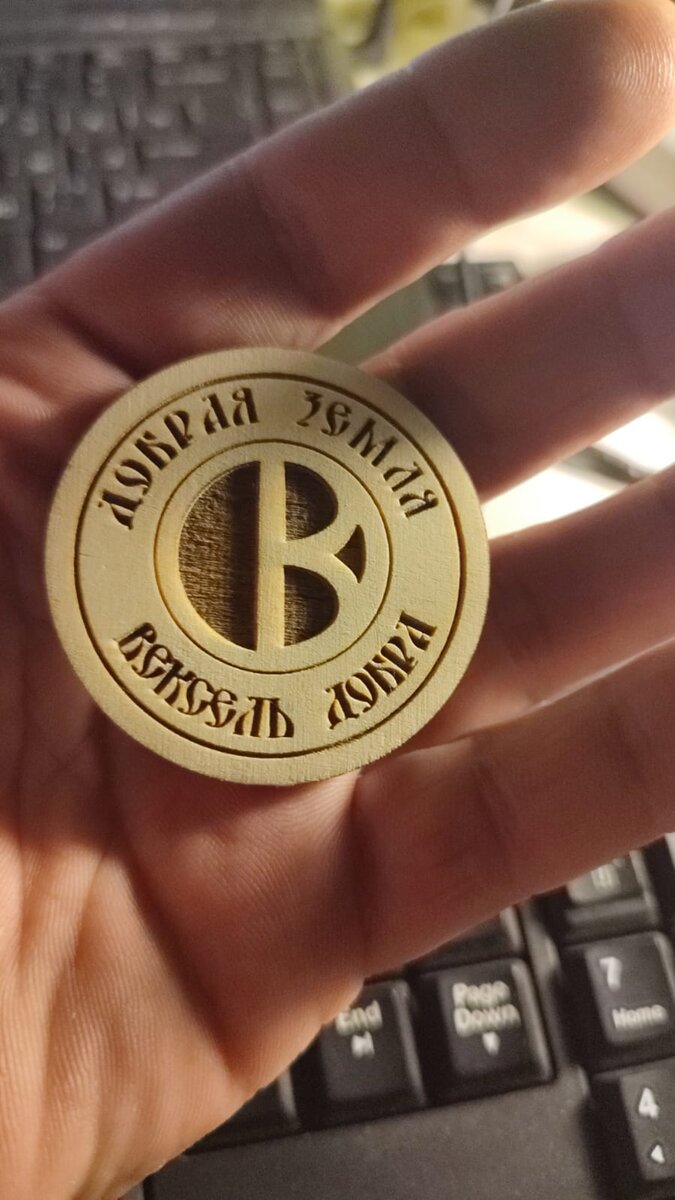 ДОБРАЯ ЗЕМЛЯ
В
ВЕКСЕЛЬ ДОБРА
End
Page
Down
7
Home
4